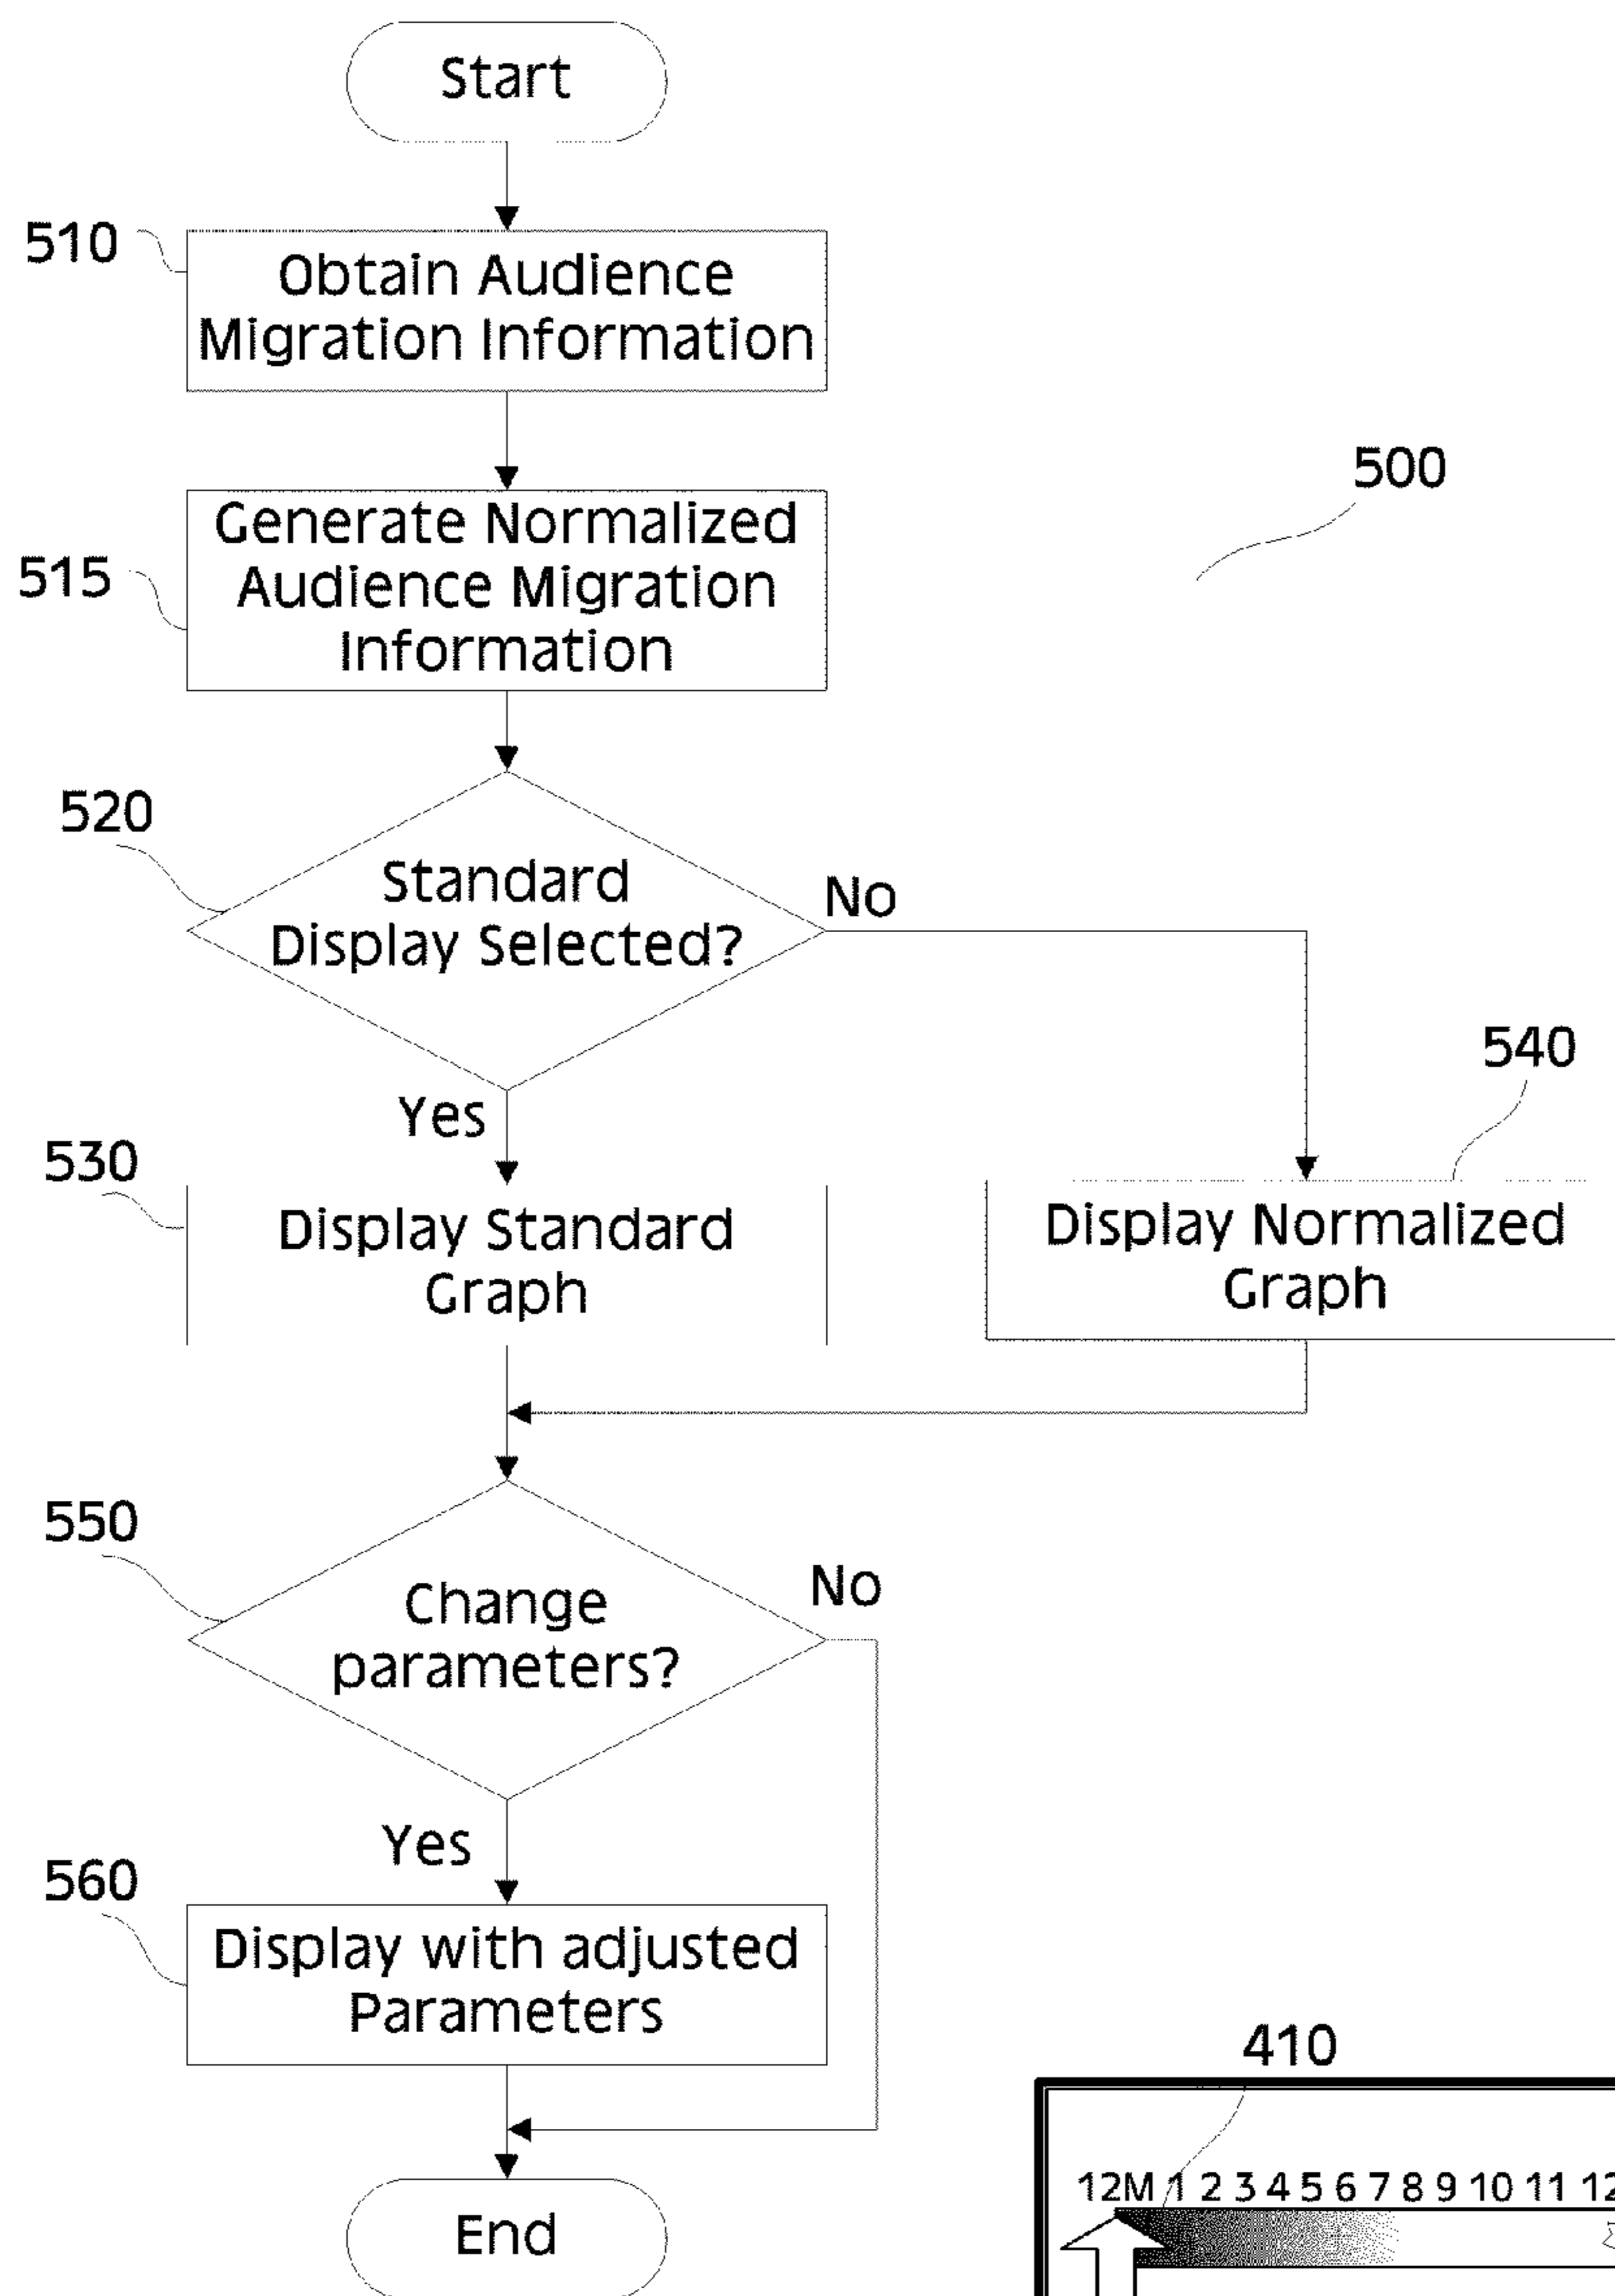 Start
510
Obtain Audience
Migration Information
500
515
Generate Normalized
Audience Migration
Information
520
Standard
Display Selected?
No
Yes
540
530
Display Standard
Graph
Display Normalized
Graph
550
Change
parameters?
No
Yes
560
Display with adjusted
Parameters
410
12M 1 2 3 4 5 6 7 8 9 10 11 12
End